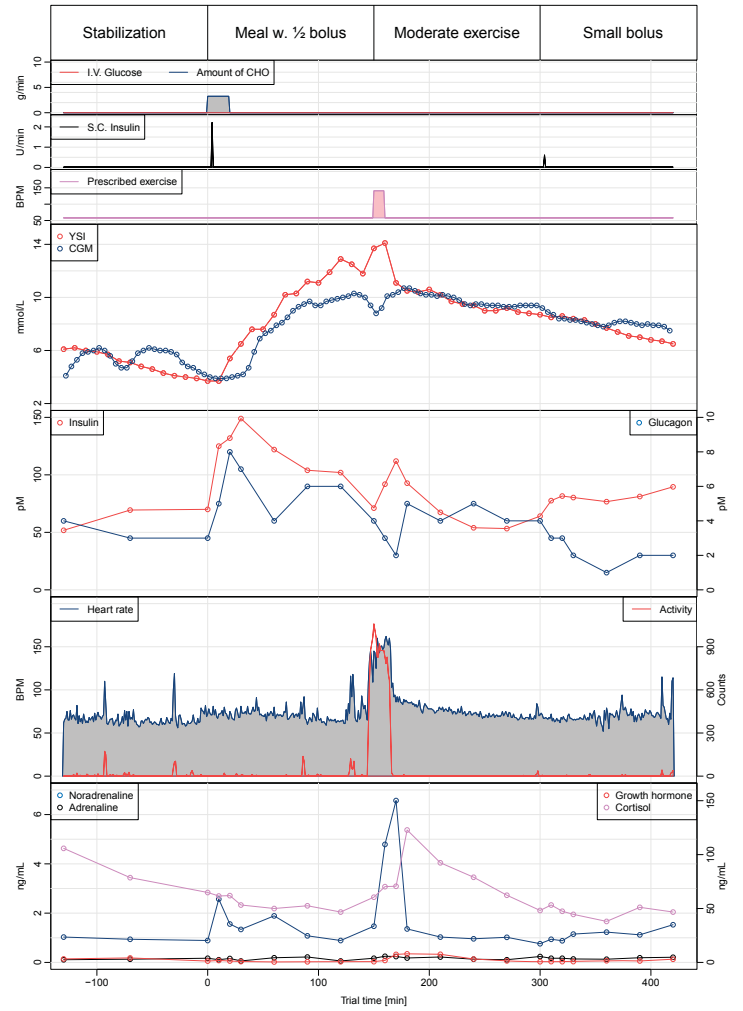 Stabilization Meal w. ½ bolus Moderate exercise Small bolus
I.V. Glucose Amount of CHO
g/min
0 5 10
S.C. Insulin
U/min
0 1 2
Prescribed exercise
BPM
50 150
YSI
CGM
mmol/L
2 6 10 14
Insulin
Glucagon
pM
0 50 100 150
pM
0 2 4 6 8 10
Heart rate
Activity
BPM
0 50 100 150
Counts
0 300 600 900
Noradrenaline
Adrenaline
Growth hormone
Cortisol
ng/mL
0 2 4 6
ng/mL
0 50 100 150
−100 0 100 200 300 400
Trial time [min]